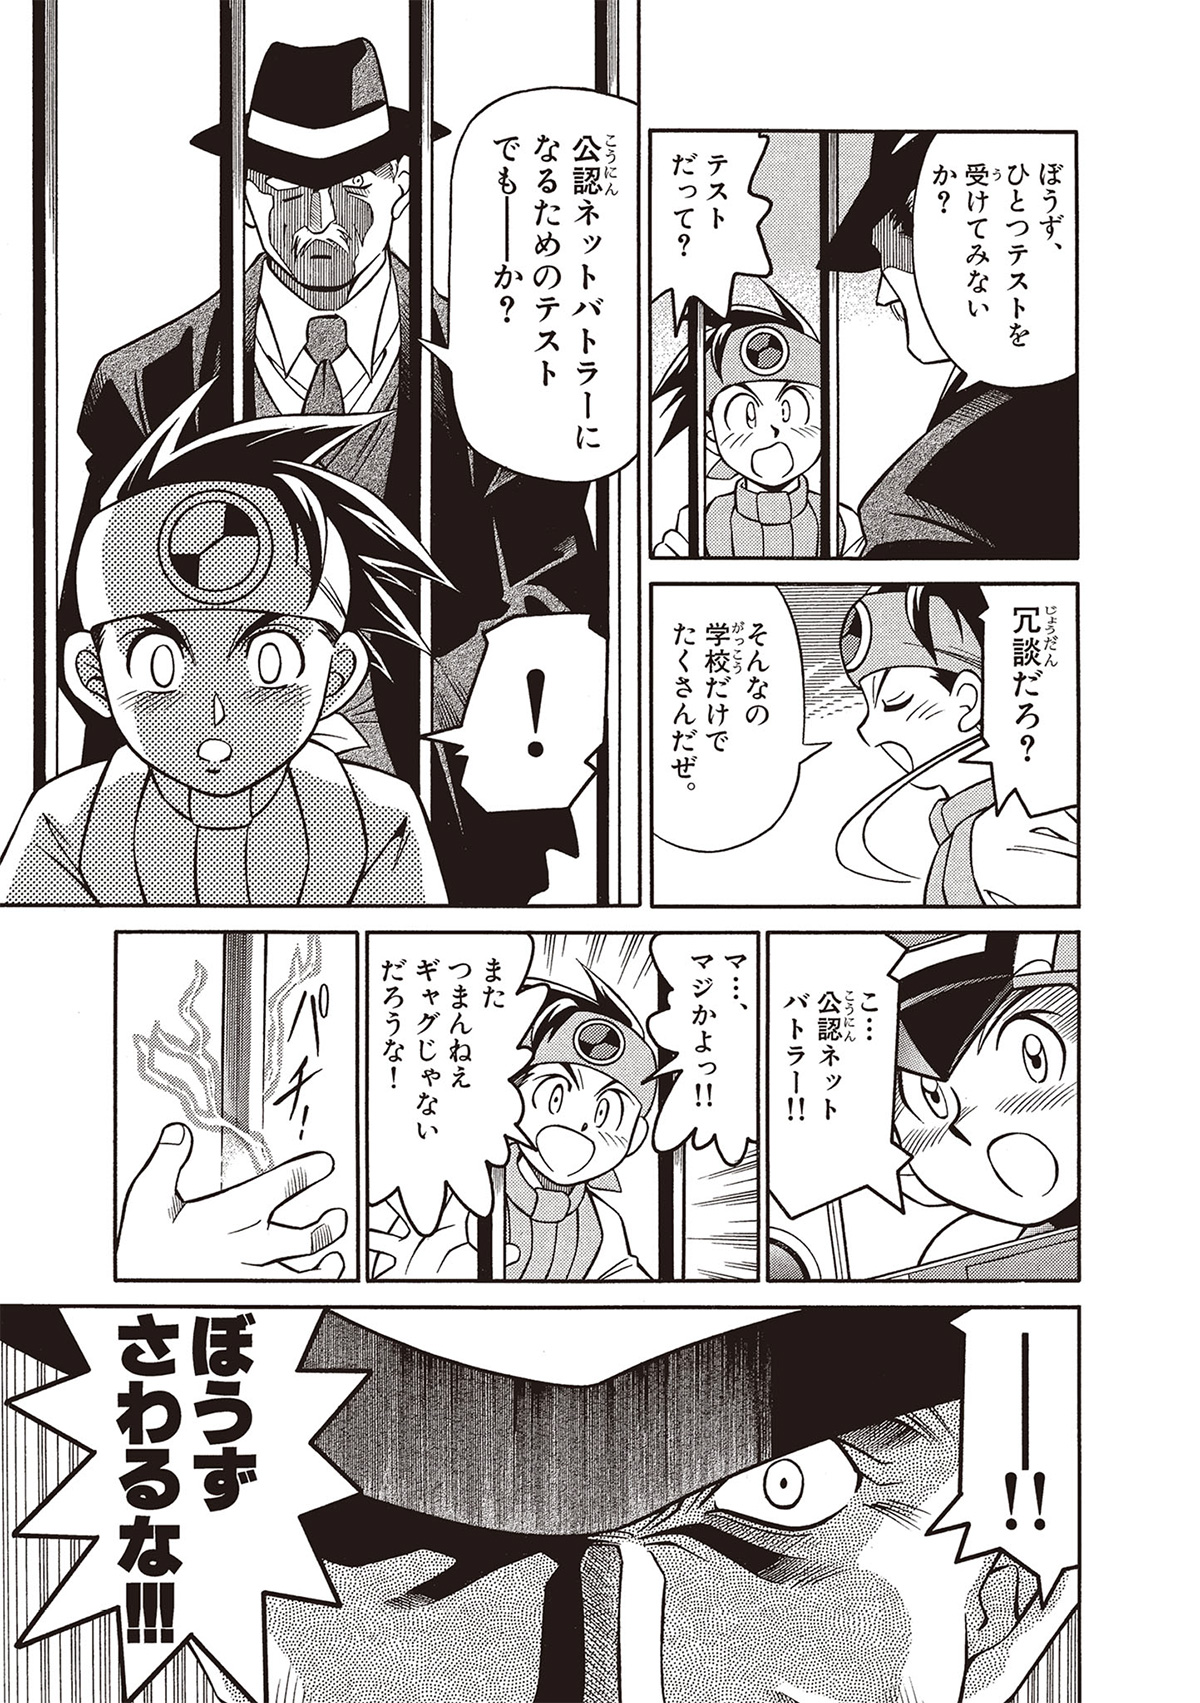 ぼうず、
ひとつテストを
受けてみない
か？
テスト
だって？
冗談だろ？
そんなの
学校だけで
たくさんだぜ。
公認ネットバトラーに
なるためのテスト
でも――か？
！
こ…
公認ネット
バトラー!!
マ…、
マジかよっ!!
また
つまんねえ
ギャグじゃない
だろうな！
パチ！
――!!
ぼうず
さわるな!!!